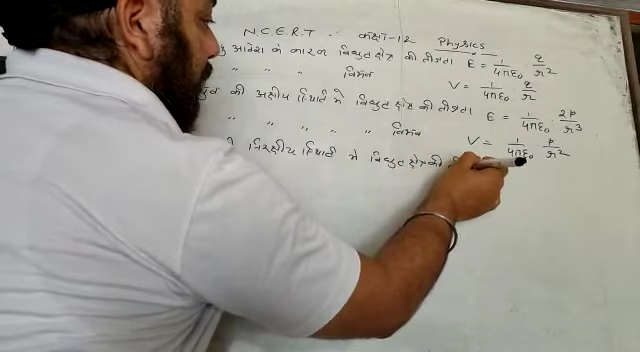 N.C.E.R.T :- कक्षा-12 Physics
आवेश के कारण विद्युत क्षेत्र की तीव्रता E = 1/4πε₀ · q/r²
" " विभव V = 1/4πε₀ · q/r
की अक्षीय स्थिति में विद्युत क्षेत्र की तीव्रता E = 1/4πε₀ · 2P/r³
" " " " " विभव V = 1/4πε₀ · P/r²
निरक्षीय स्थिति में विद्युत क्षेत्र की